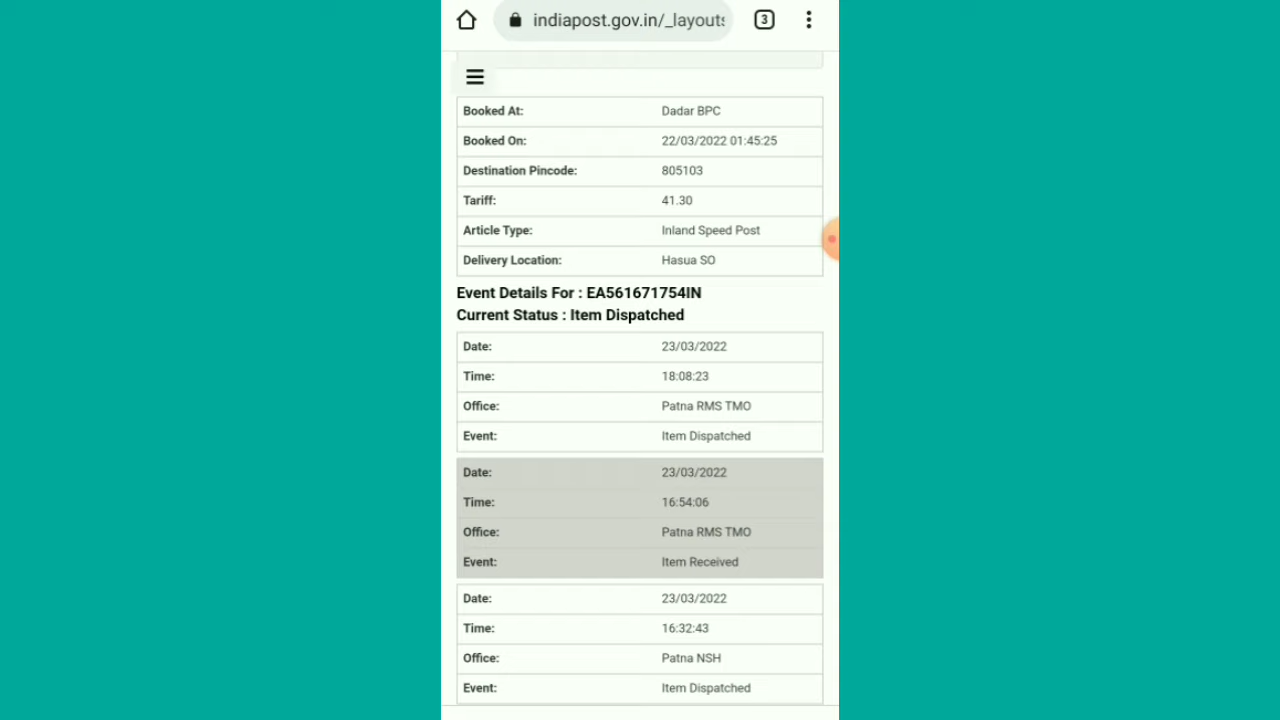 indiapost.gov.in/_layouts
3
Booked At: Dadar BPC
Booked On: 22/03/2022 01:45:25
Destination Pincode: 805103
Tariff: 41.30
Article Type: Inland Speed Post
Delivery Location: Hasua SO
Event Details For : EA561671754IN
Current Status : Item Dispatched
Date: 23/03/2022
Time: 18:08:23
Office: Patna RMS TMO
Event: Item Dispatched
Date: 23/03/2022
Time: 16:54:06
Office: Patna RMS TMO
Event: Item Received
Date: 23/03/2022
Time: 16:32:43
Office: Patna NSH
Event: Item Dispatched